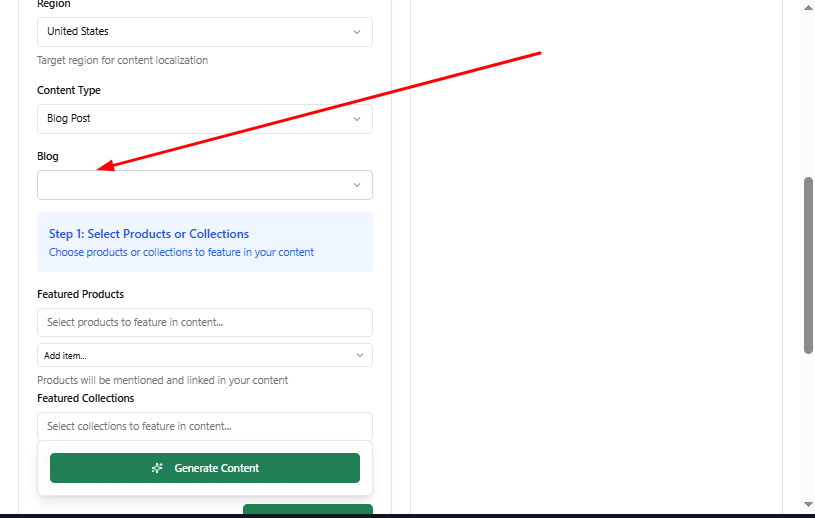 Region
United States
Target region for content localization
Content Type
Blog Post
Blog
Step 1: Select Products or Collections
Choose products or collections to feature in your content
Featured Products
Select products to feature in content...
Add item...
Products will be mentioned and linked in your content
Featured Collections
Select collections to feature in content...
Generate Content